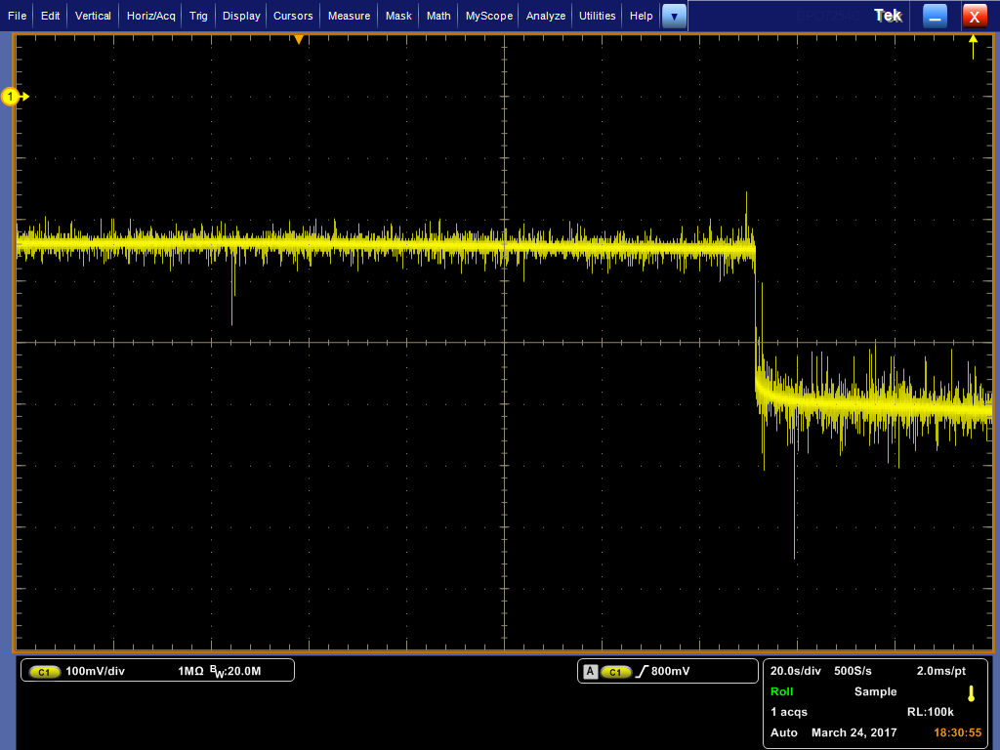 File Edit Vertical Horiz/Acq Trig Display Cursors Measure Mask Math MyScope Analyze Utilities Help Tek X
1
C1 100mV/div 1MΩ BW:20.0M
A C1 800mV
20.0s/div 500S/s 2.0ms/pt
Roll Sample
1 acqs RL:100k
Auto March 24, 2017 18:30:55